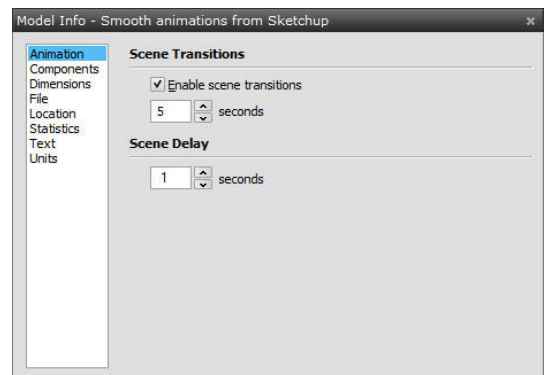 Model Info - Smooth animations from Sketchup
Animation
Components
Dimensions
File
Location
Statistics
Text
Units
Scene Transitions
Enable scene transitions
5 seconds
Scene Delay
1 seconds